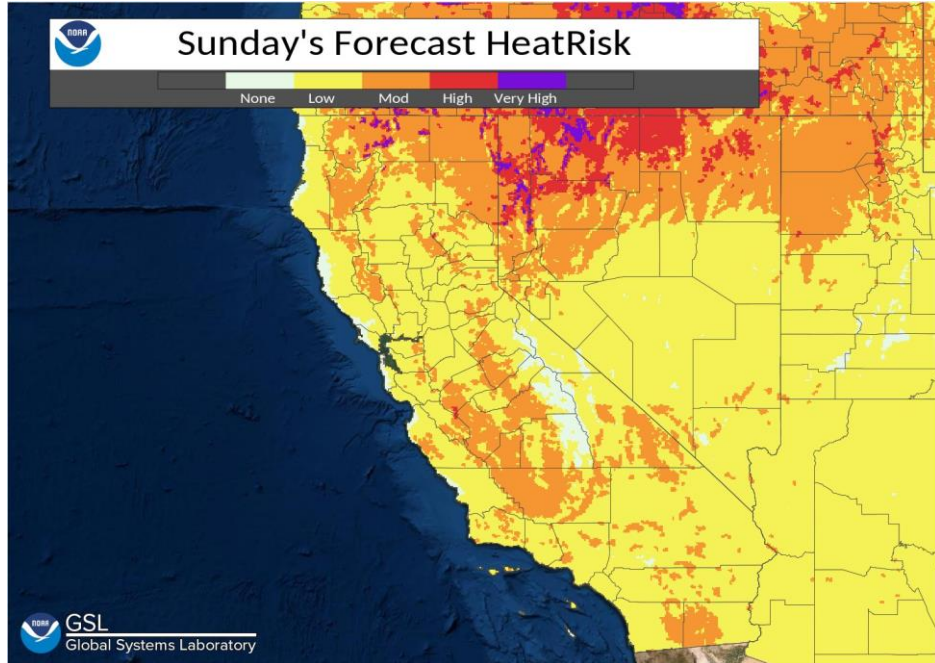 NOAA
Sunday's Forecast HeatRisk
None Low Mod High Very High
NOAA
GSL
Global Systems Laboratory